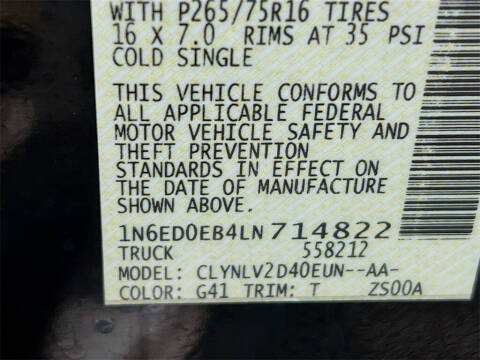 WITH P265/75R16 TIRES
16 X 7.0 RIMS AT 35 PSI
COLD SINGLE
THIS VEHICLE CONFORMS TO
ALL APPLICABLE FEDERAL
MOTOR VEHICLE SAFETY AND
THEFT PREVENTION
STANDARDS IN EFFECT ON
THE DATE OF MANUFACTURE
SHOWN ABOVE.
1N6ED0EB4LN714822
TRUCK 558212
MODEL: CLYNLV2D40EUN--AA-
COLOR: G41 TRIM: T ZS00A